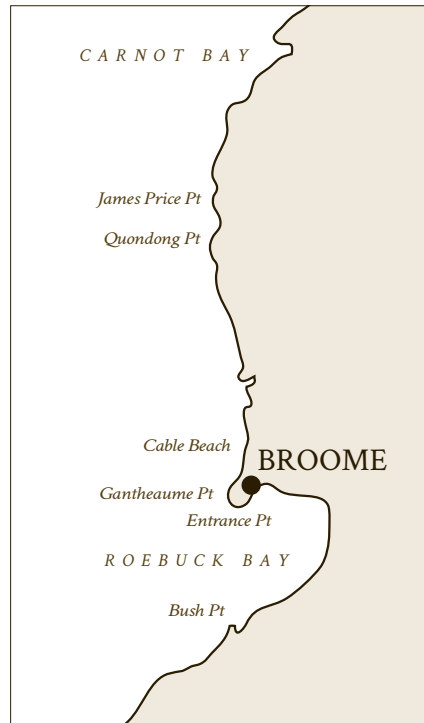 CARNOT BAY
James Price Pt
Quondong Pt
Cable Beach
BROOME
Gantheaume Pt
Entrance Pt
ROEBUCK BAY
Bush Pt